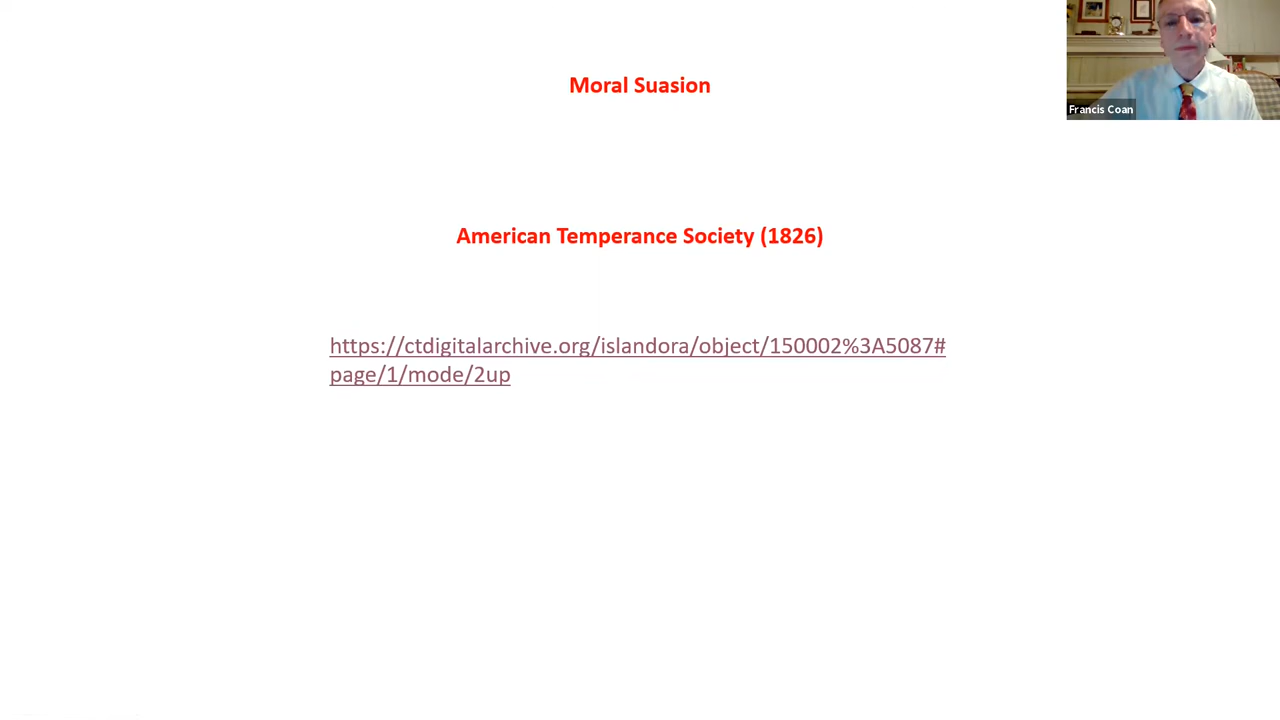 Moral Suasion
Francis Coan
American Temperance Society (1826)
https://ctdigitalarchive.org/islandora/object/150002%3A5087#
page/1/mode/2up